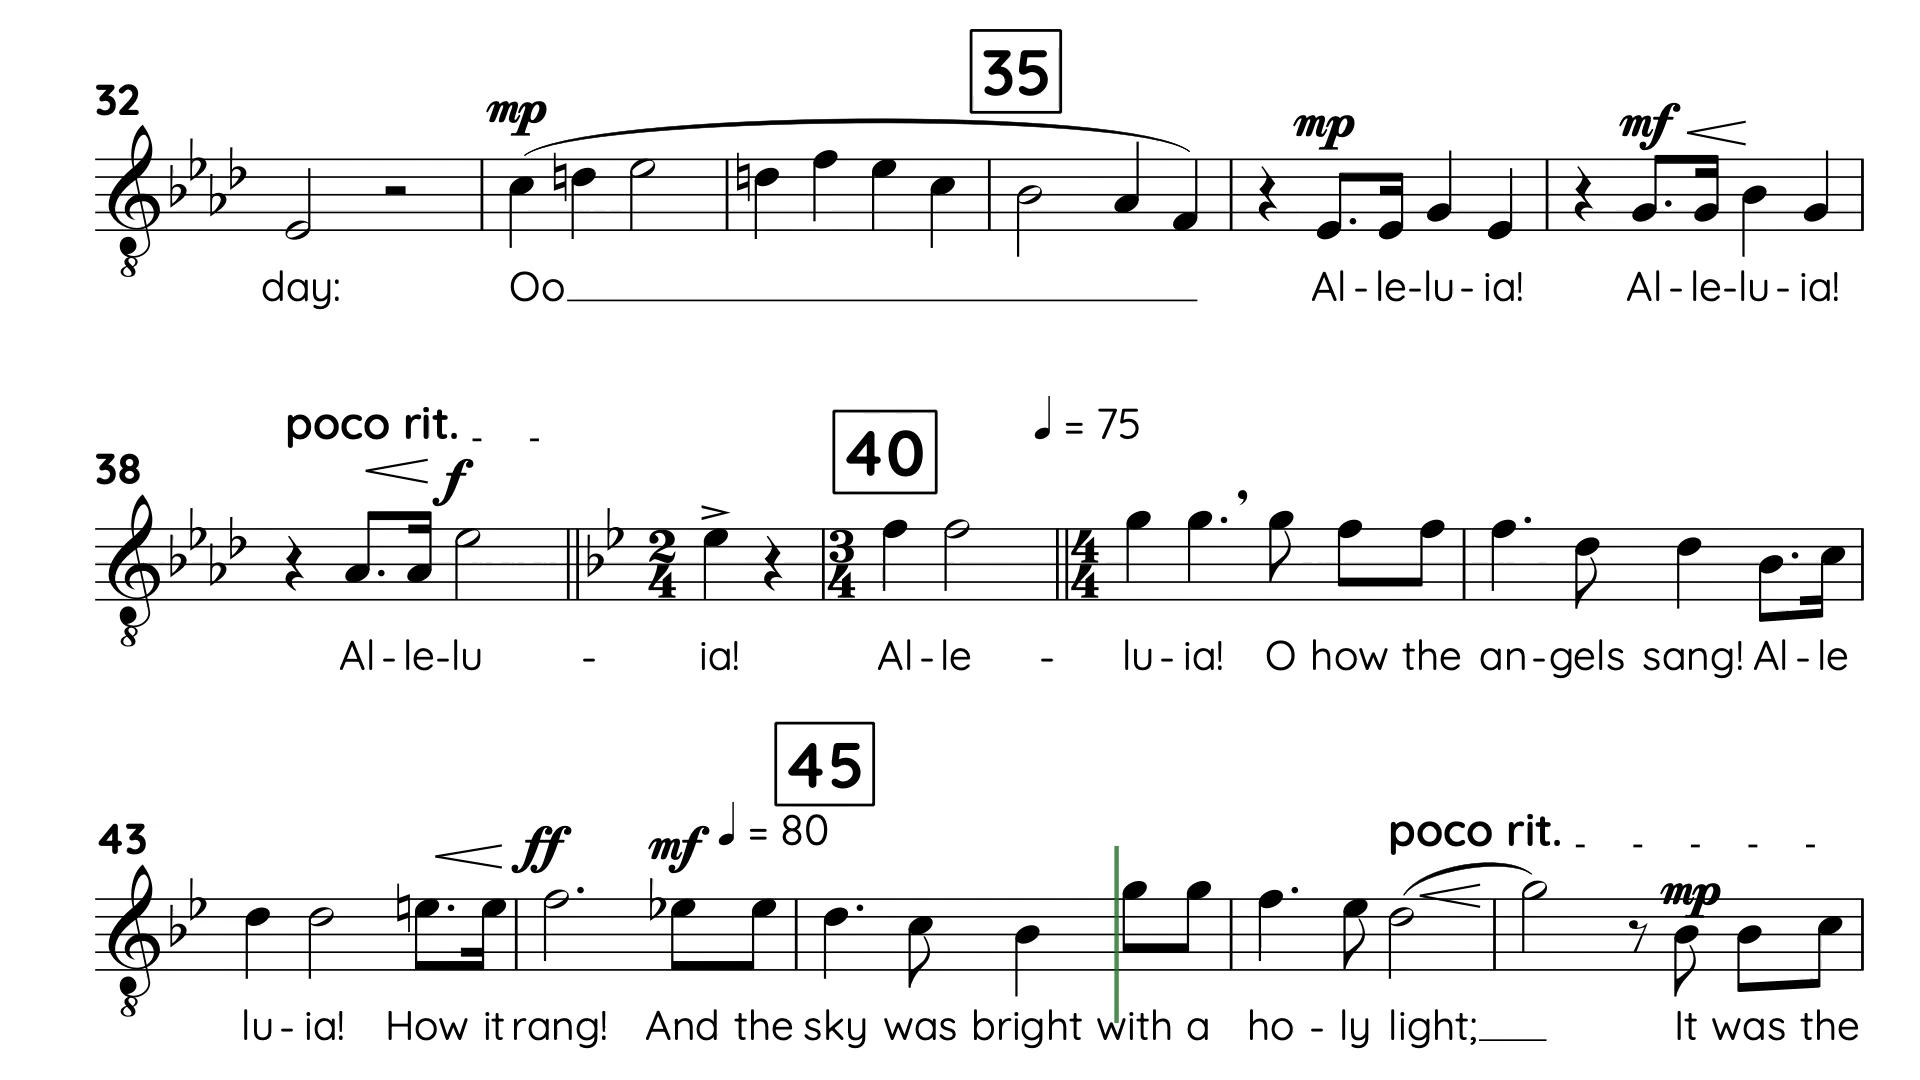 35
32 mp mp mf
8
day: Oo Al - le-lu - ia! Al - le-lu - ia!
poco rit. - - 40 = 75
38 f
2 4 3 4 4 4
8
Al - le-lu - ia! Al - le - lu - ia! O how the an-gels sang! Al - le
45
43 ff mf = 80 poco rit. - - - - -
mp
8
lu - ia! How it rang! And the sky was bright with a ho - ly light; It was the